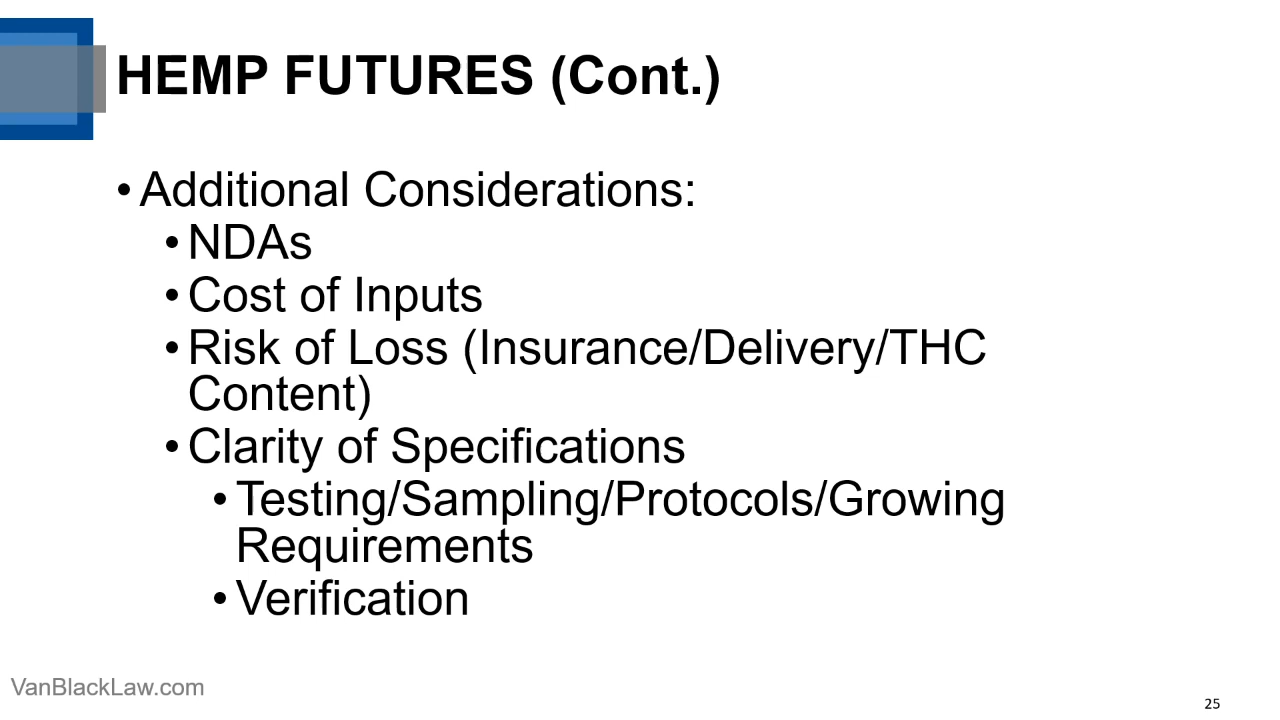 HEMP FUTURES (Cont.)
• Additional Considerations:
• NDAs
• Cost of Inputs
• Risk of Loss (Insurance/Delivery/THC
Content)
• Clarity of Specifications
• Testing/Sampling/Protocols/Growing
Requirements
• Verification
VanBlackLaw.com
25